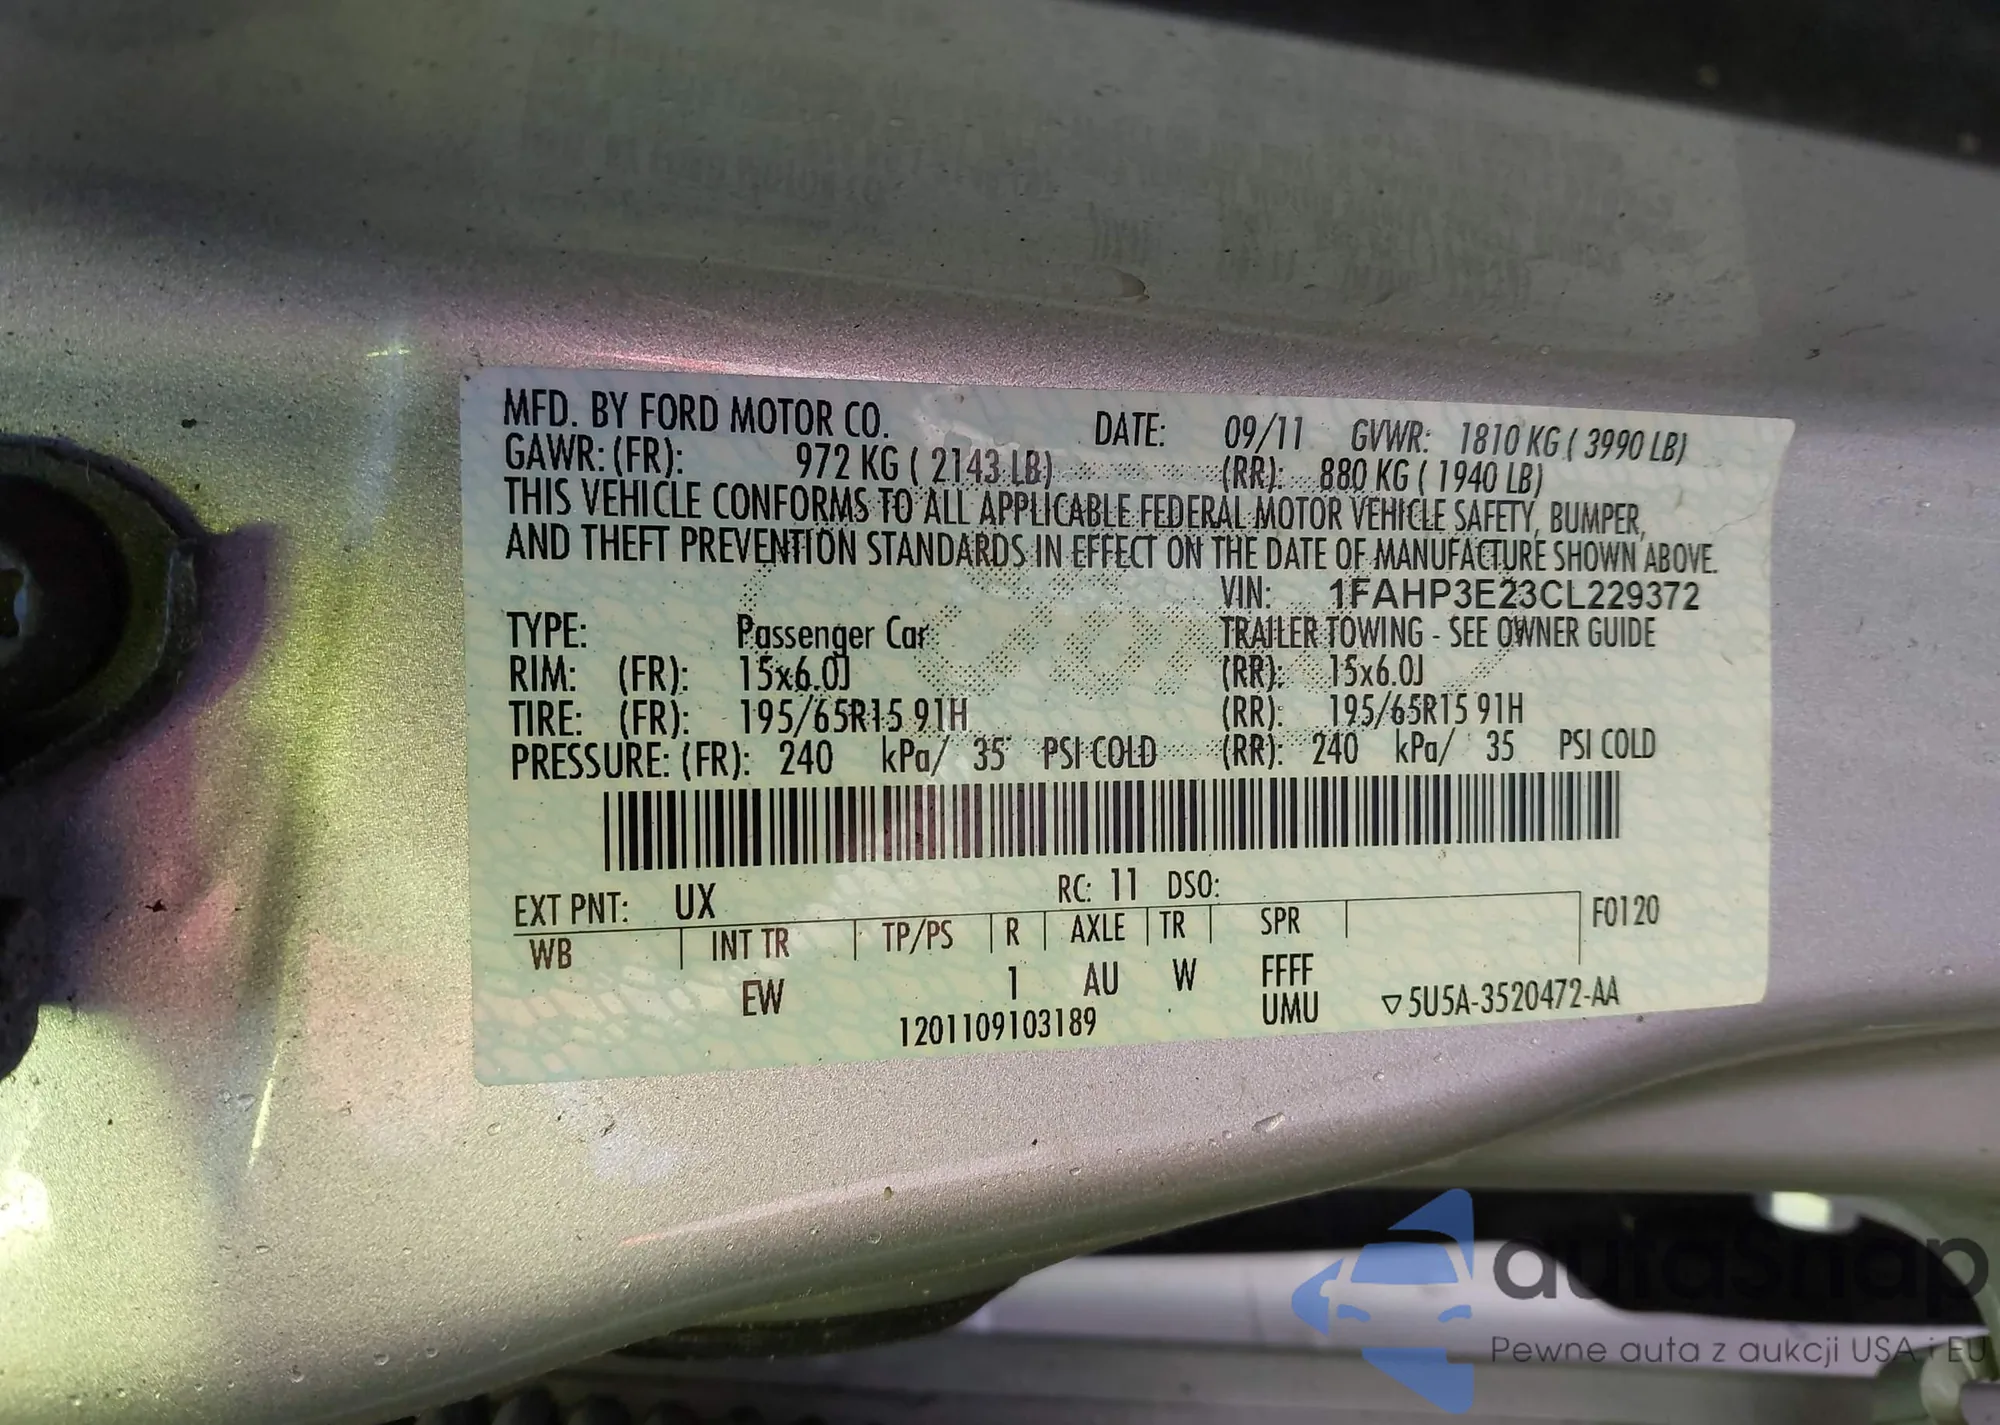 MFD. BY FORD MOTOR CO. DATE: 09/11 GVWR: 1810 KG ( 3990 LB)
GAWR: (FR): 972 KG ( 2143 LB) (RR): 880 KG ( 1940 LB)
THIS VEHICLE CONFORMS TO ALL APPLICABLE FEDERAL MOTOR VEHICLE SAFETY, BUMPER,
AND THEFT PREVENTION STANDARDS IN EFFECT ON THE DATE OF MANUFACTURE SHOWN ABOVE.
VIN: 1FAHP3E23CL229372
TYPE: Passenger Car TRAILER TOWING - SEE OWNER GUIDE
RIM: (FR): 15x6.0J (RR): 15x6.0J
TIRE: (FR): 195/65R15 91H (RR): 195/65R15 91H
PRESSURE: (FR): 240 kPa/ 35 PSI COLD (RR): 240 kPa/ 35 PSI COLD
EXT PNT: UX RC: 11 DSO:
WB INT TR TP/PS R AXLE TR SPR F0120
EW 1 AU W FFFF
1201109103189 UMU ▽5U5A-3520472-AA
autasnap
Pewne auta z aukcji USA i EU